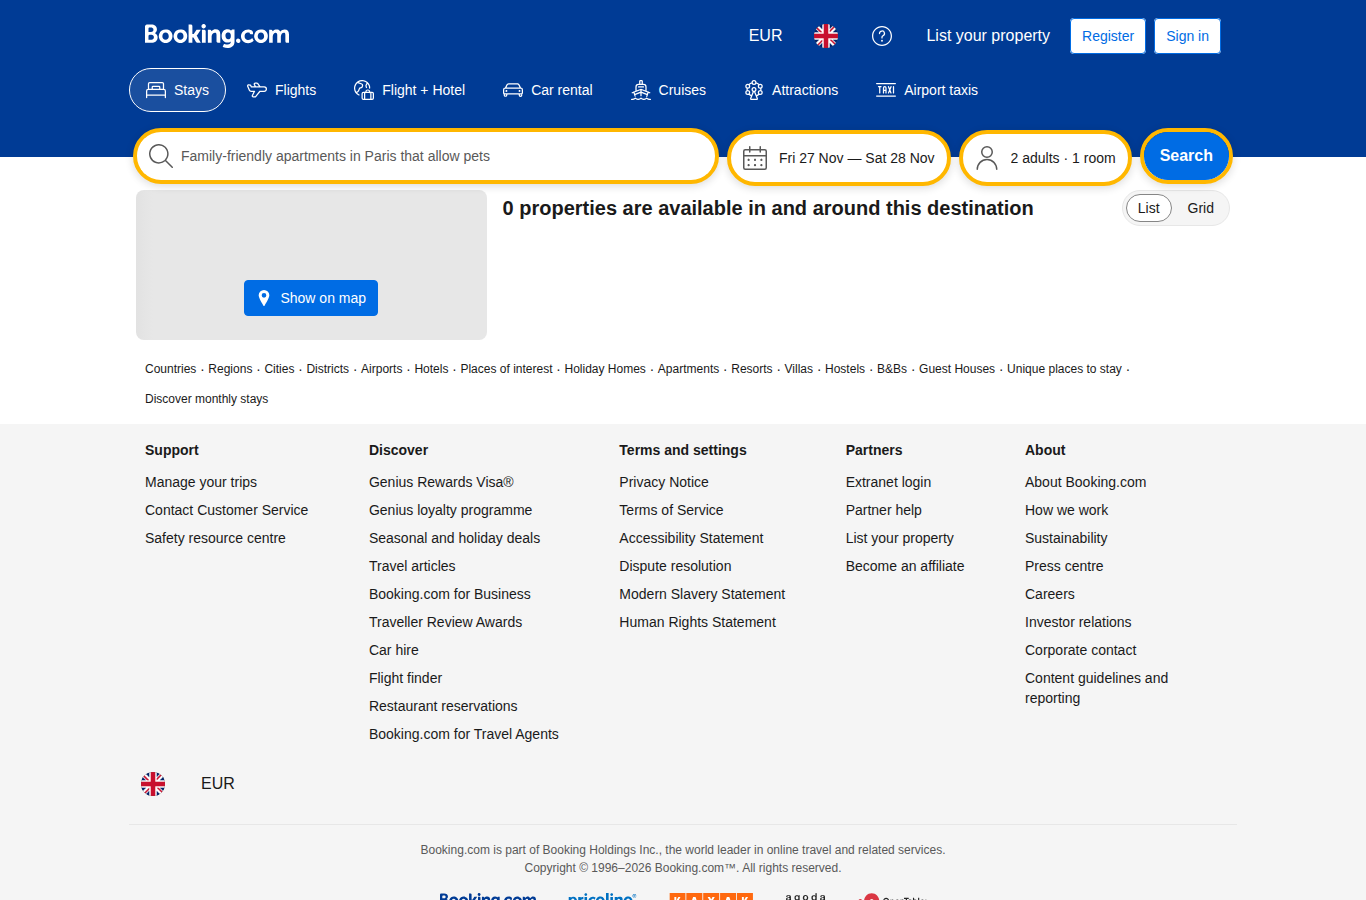 Booking.com
EUR
List your property
Register
Sign in
Stays
Flights
Flight + Hotel
Car rental
Cruises
Attractions
TAXI
Airport taxis
Family-friendly apartments in Paris that allow pets
Fri 27 Nov — Sat 28 Nov
2 adults · 1 room
Search
Show on map
0 properties are available in and around this destination
List
Grid
Countries · Regions · Cities · Districts · Airports · Hotels · Places of interest · Holiday Homes · Apartments · Resorts · Villas · Hostels · B&Bs · Guest Houses · Unique places to stay ·
Discover monthly stays
Support
Manage your trips
Contact Customer Service
Safety resource centre
Discover
Genius Rewards Visa®
Genius loyalty programme
Seasonal and holiday deals
Travel articles
Booking.com for Business
Traveller Review Awards
Car hire
Flight finder
Restaurant reservations
Booking.com for Travel Agents
Terms and settings
Privacy Notice
Terms of Service
Accessibility Statement
Dispute resolution
Modern Slavery Statement
Human Rights Statement
Partners
Extranet login
Partner help
List your property
Become an affiliate
About
About Booking.com
How we work
Sustainability
Press centre
Careers
Investor relations
Corporate contact
Content guidelines and
reporting
EUR
Booking.com is part of Booking Holdings Inc., the world leader in online travel and related services.
Copyright © 1996–2026 Booking.com™. All rights reserved.
Booking.com
priceline®
KAYAK
agoda
OpenTable